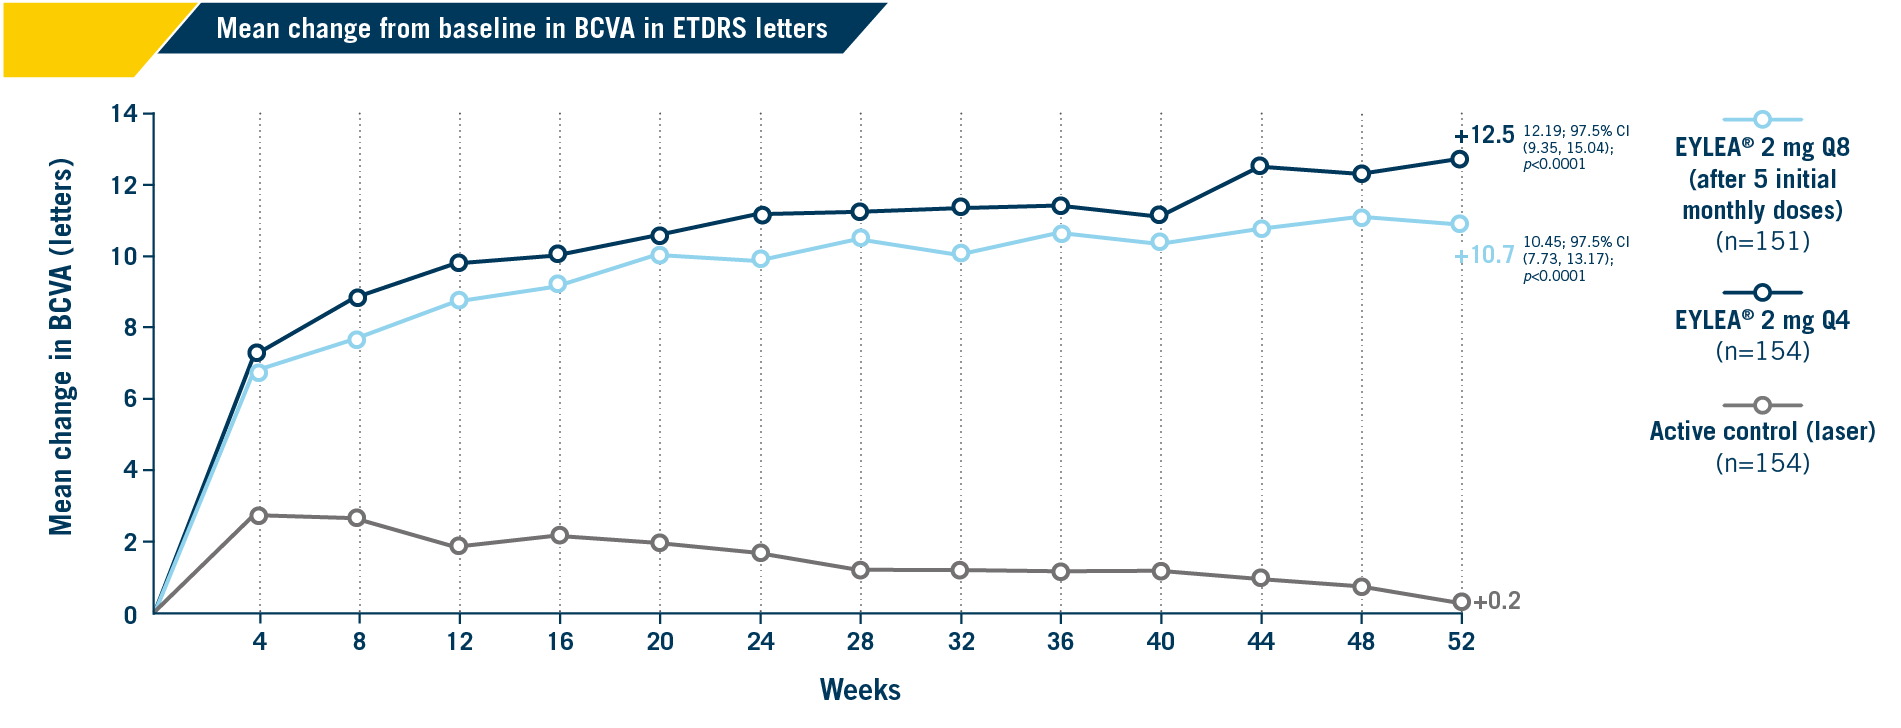 Mean change from baseline in BCVA in ETDRS letters
Mean change in BCVA (letters)
14
12
10
8
6
4
2
0
4 8 12 16 20 24 28 32 36 40 44 48 52
Weeks
+12.5
12.19; 97.5% CI
(9.35, 15.04);
p<0.0001
+10.7
10.45; 97.5% CI
(7.73, 13.17);
p<0.0001
+0.2
EYLEA® 2 mg Q8
(after 5 initial
monthly doses)
(n=151)
EYLEA® 2 mg Q4
(n=154)
Active control (laser)
(n=154)